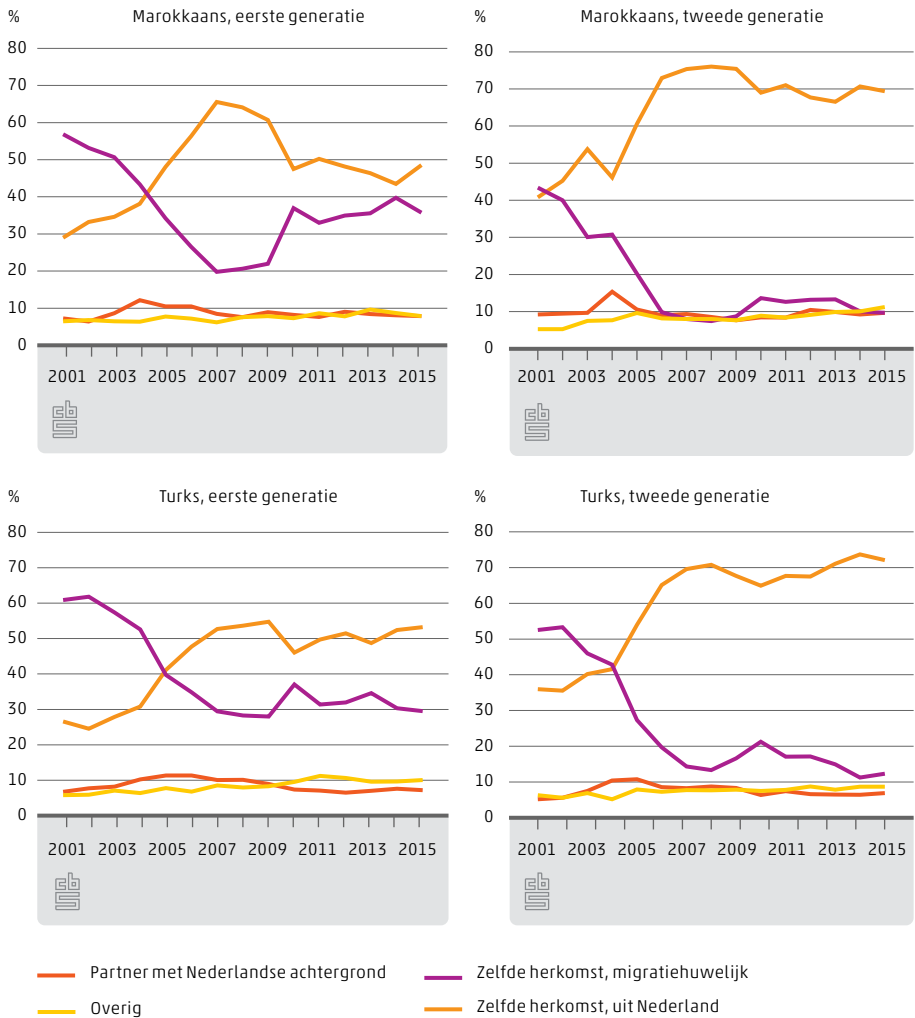 % Marokkaans, eerste generatie
80
70
60
50
40
30
20
10
0
2001 2003 2005 2007 2009 2011 2013 2015
cbs
% Marokkaans, tweede generatie
80
70
60
50
40
30
20
10
0
2001 2003 2005 2007 2009 2011 2013 2015
cbs
% Turks, eerste generatie
80
70
60
50
40
30
20
10
0
2001 2003 2005 2007 2009 2011 2013 2015
cbs
% Turks, tweede generatie
80
70
60
50
40
30
20
10
0
2001 2003 2005 2007 2009 2011 2013 2015
cbs
Partner met Nederlandse achtergrond
Zelfde herkomst, migratiehuwelijk
Overig
Zelfde herkomst, uit Nederland